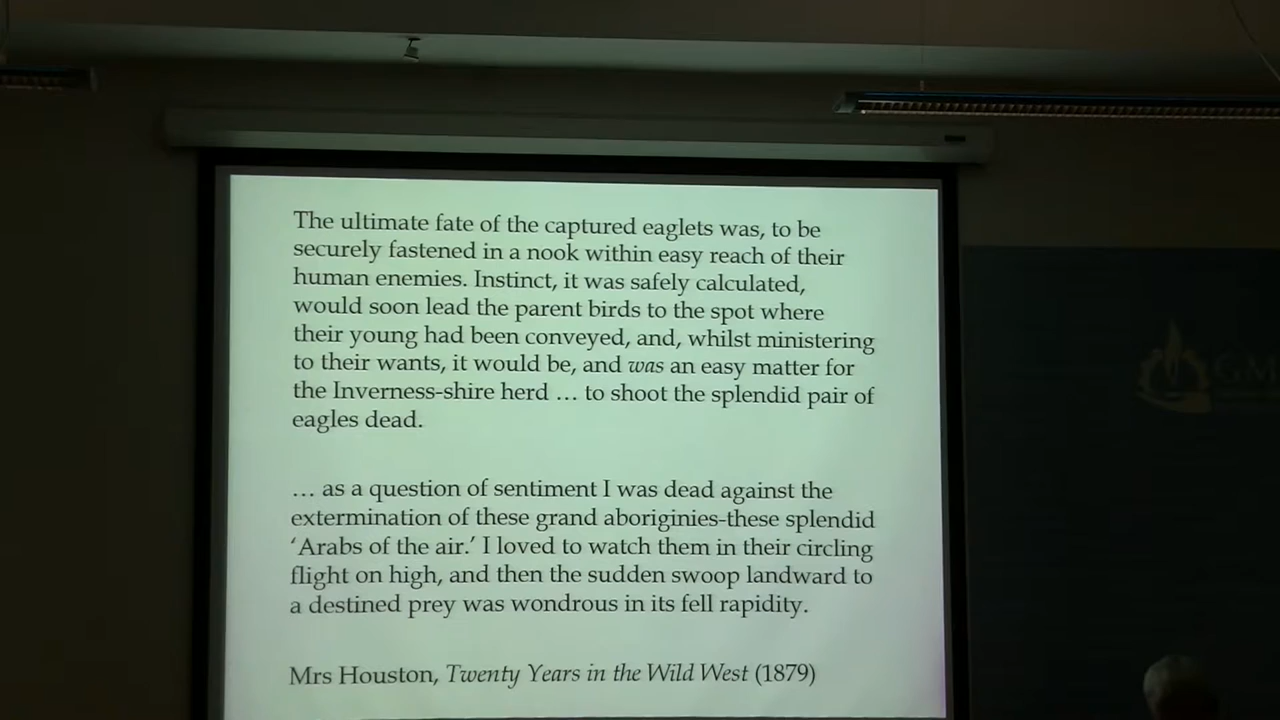 The ultimate fate of the captured eaglets was, to be
securely fastened in a nook within easy reach of their
human enemies. Instinct, it was safely calculated,
would soon lead the parent birds to the spot where
their young had been conveyed, and, whilst ministering
to their wants, it would be, and was an easy matter for
the Inverness-shire herd … to shoot the splendid pair of
eagles dead.
… as a question of sentiment I was dead against the
extermination of these grand aboriginies-these splendid
‘Arabs of the air.’ I loved to watch them in their circling
flight on high, and then the sudden swoop landward to
a destined prey was wondrous in its fell rapidity.
Mrs Houston, Twenty Years in the Wild West (1879)